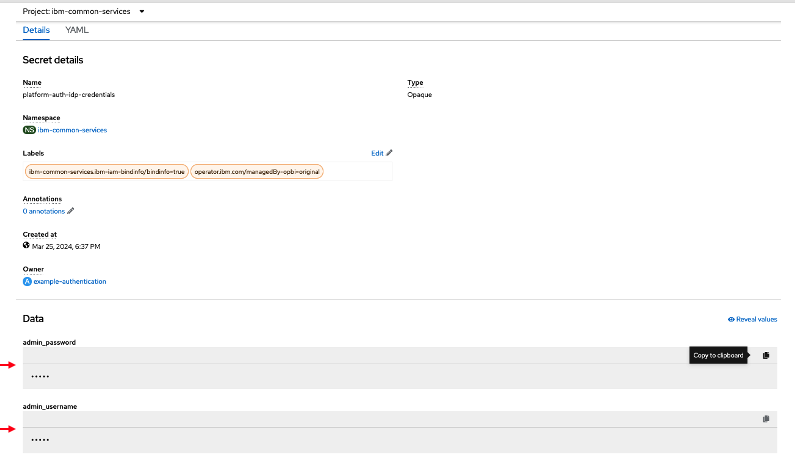 Project: ibm-common-services
Details YAML
Secret details
Name Type
platform-auth-idp-credentials Opaque
Namespace
NS ibm-common-services
Labels Edit
ibm-common-services.ibm-iam-bindinfo/bindinfo=true operator.ibm.com/managedBy-opbi=original
Annotations
0 annotations
Created at
Mar 25, 2024, 6:37 PM
Owner
A example-authentication
Data Reveal values
admin_password
Copy to clipboard
•••••
admin_username
•••••